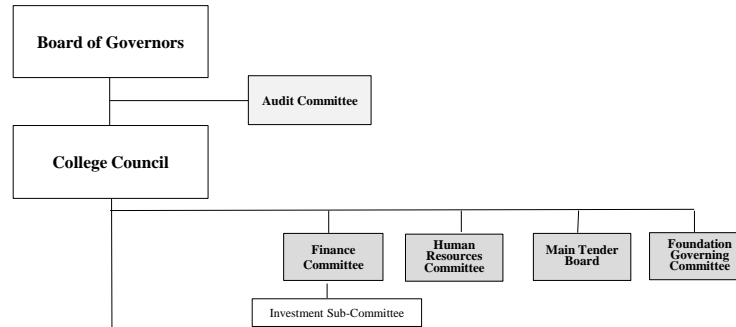 Board of Governors
Audit Committee
College Council
Finance
Committee
Human
Resources
Committee
Main Tender
Board
Foundation
Governing
Committee
Investment Sub-Committee